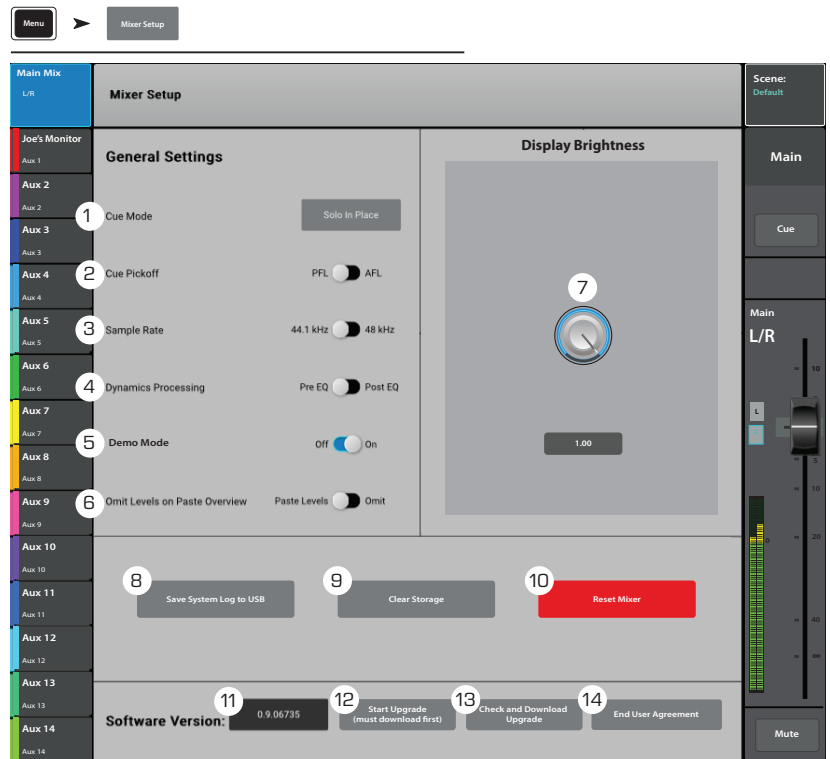 Menu
Mixer Setup
Main Mix
L/R
Mixer Setup
Scene:
Default
Joe's Monitor
Aux 1
Aux 2
Aux 2
Aux 3
Aux 3
Aux 4
Aux 4
Aux 5
Aux 5
Aux 6
Aux 6
Aux 7
Aux 7
Aux 8
Aux 8
Aux 9
Aux 9
Aux 10
Aux 10
Aux 11
Aux 11
Aux 12
Aux 12
Aux 13
Aux 13
Aux 14
Aux 14
General Settings
1 Cue Mode Solo In Place
2 Cue Pickoff PFL AFL
3 Sample Rate 44.1 kHz 48 kHz
4 Dynamics Processing Pre EQ Post EQ
5 Demo Mode Off On
6 Omit Levels on Paste Overview Paste Levels Omit
Display Brightness
7
1.00
8 Save System Log to USB
9 Clear Storage
10 Reset Mixer
Software Version:
11 0.9.06735
12 Start Upgrade
(must download first)
13 Check and Download
Upgrade
14 End User Agreement
Main
Cue
Main
L/R
10
L
5
10
0
20
40
∞
Mute